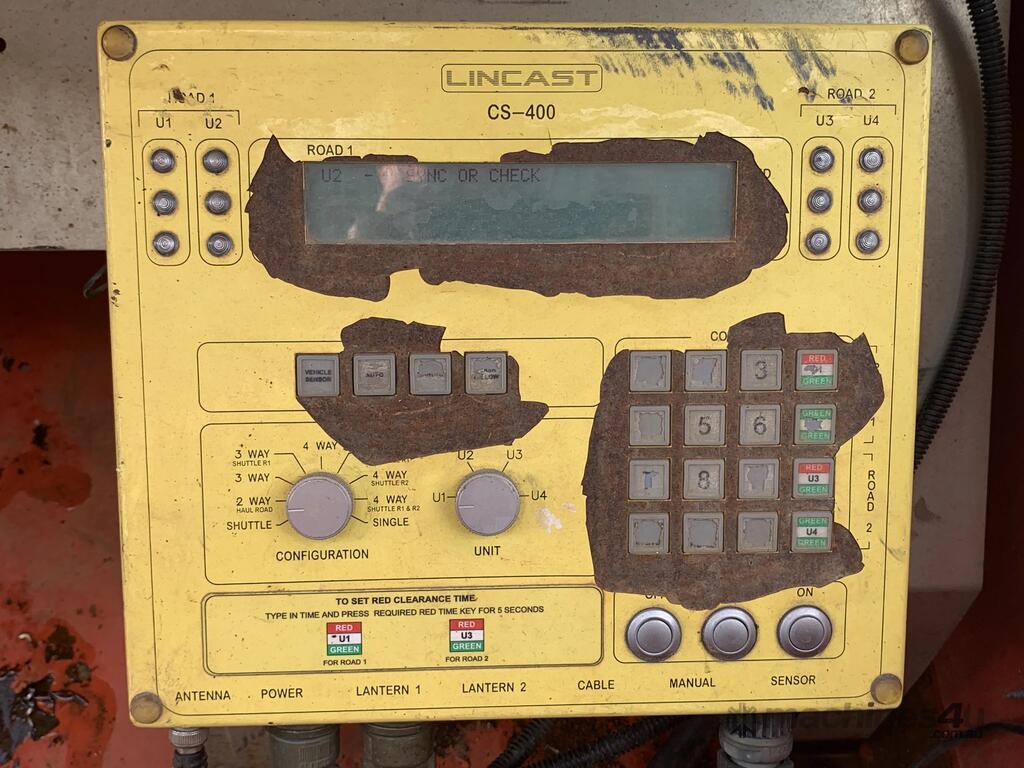 LINCAST
CS-400
ROAD 1
U1 U2
ROAD 2
U3 U4
ROAD 1
U2 - SYNC OR CHECK
VEHICLE
SENSOR
AUTO
3
RED
GREEN
5
6
GREEN
GREEN
8
RED
U3
GREEN
GREEN
U4
GREEN
ROAD 2
4 WAY
3 WAY
SHUTTLE R1
3 WAY
2 WAY
HAUL ROAD
SHUTTLE
4 WAY
SHUTTLE R2
4 WAY
SHUTTLE R1 & R2
SINGLE
CONFIGURATION
U2 U3
U1 U4
UNIT
ON
TO SET RED CLEARANCE TIME
TYPE IN TIME AND PRESS REQUIRED RED TIME KEY FOR 5 SECONDS
RED
U1
GREEN
FOR ROAD 1
RED
U3
GREEN
FOR ROAD 2
ANTENNA POWER LANTERN 1 LANTERN 2 CABLE MANUAL SENSOR
machines4u
.com.au